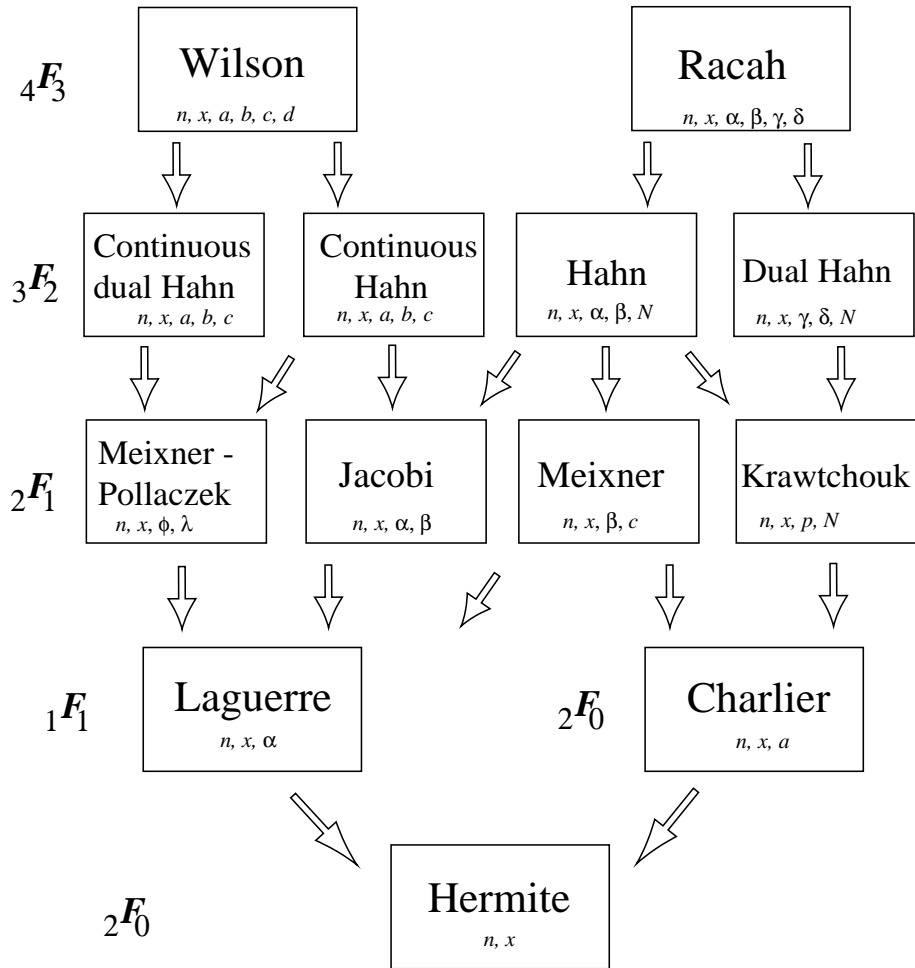 4F3
Wilson
n, x, a, b, c, d
Racah
n, x, α, β, γ, δ
3F2
Continuous
dual Hahn
n, x, a, b, c
Continuous
Hahn
n, x, a, b, c
Hahn
n, x, α, β, N
Dual Hahn
n, x, γ, δ, N
2F1
Meixner -
Pollaczek
n, x, ϕ, λ
Jacobi
n, x, α, β
Meixner
n, x, β, c
Krawtchouk
n, x, p, N
1F1
Laguerre
n, x, α
2F0
Charlier
n, x, a
2F0
Hermite
n, x